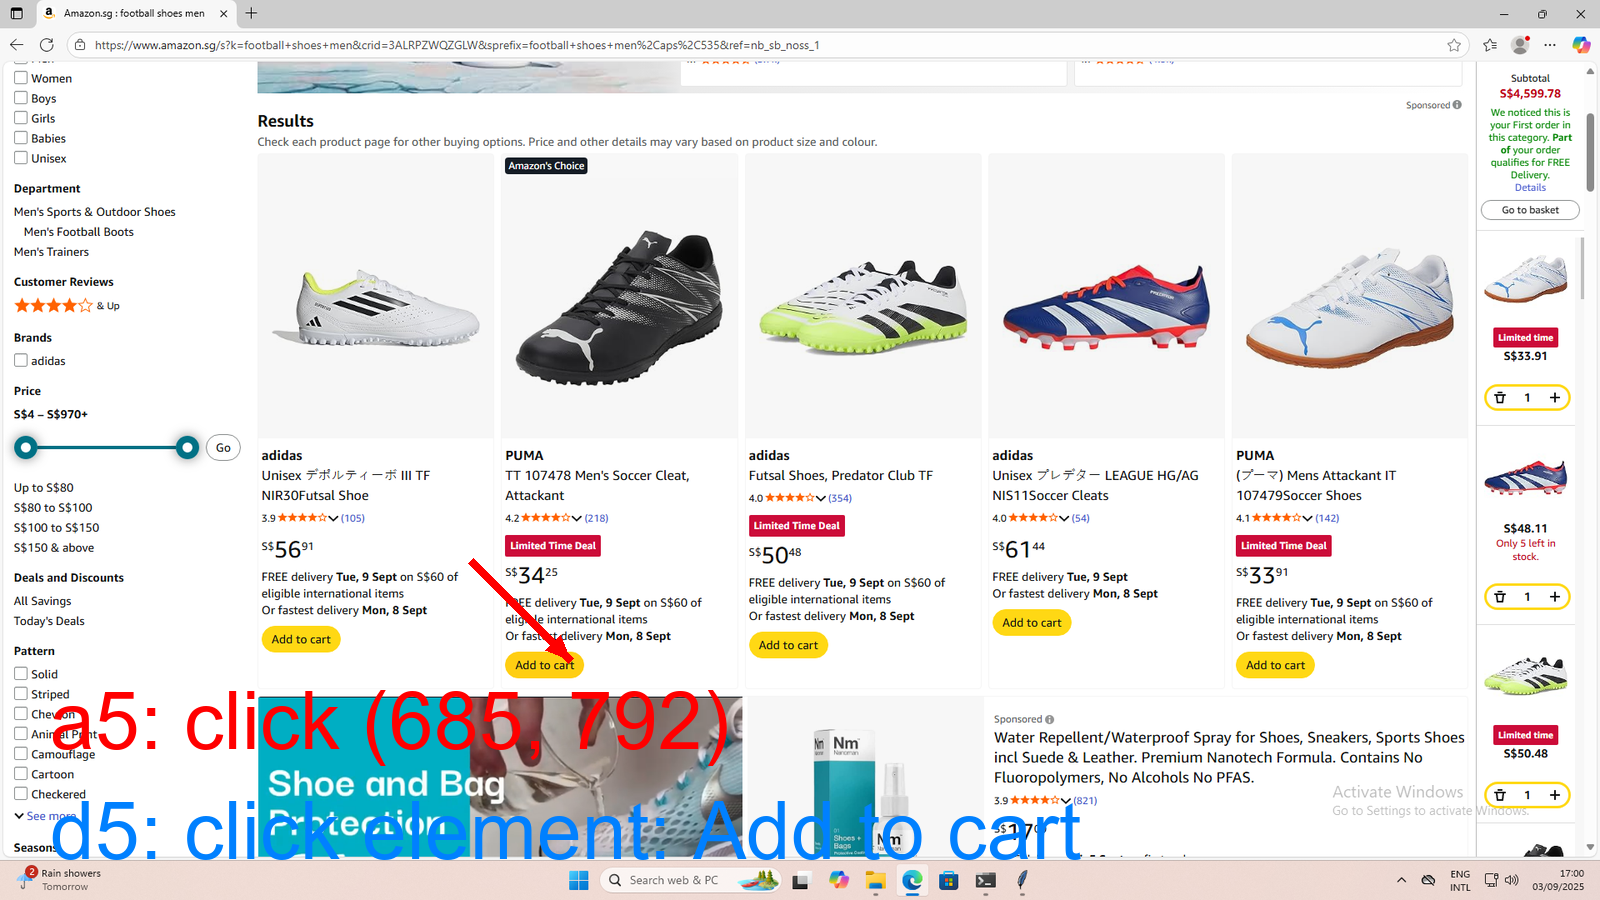 Amazon.sg : football shoes men
https://www.amazon.sg/s?k=football+shoes+men&crid=3ALRPZWQZGLW&sprefix=football+shoes+men%2Caps%2C535&ref=nb_sb_noss_1
Women
Boys
Girls
Babies
Unisex
Department
Men's Sports & Outdoor Shoes
Men's Football Boots
Men's Trainers
Customer Reviews
& Up
Brands
adidas
Price
S$4 – S$970+
Go
Up to S$80
S$80 to S$100
S$100 to S$150
S$150 & above
Deals and Discounts
All Savings
Today's Deals
Pattern
Solid
Striped
Chevron
Animal Print
Camouflage
Cartoon
Checkered
See more
Seasons
Sponsored
Results
Check each product page for other buying options. Price and other details may vary based on product size and colour.
adidas
Unisex デポルティーボ III TF
NIR30Futsal Shoe
3.9 (105)
S$56 91
FREE delivery Tue, 9 Sept on S$60 of
eligible international items
Or fastest delivery Mon, 8 Sept
Add to cart
Amazon's Choice
PUMA
TT 107478 Men's Soccer Cleat,
Attackant
4.2 (218)
Limited Time Deal
S$34 25
FREE delivery Tue, 9 Sept on S$60 of
eligible international items
Or fastest delivery Mon, 8 Sept
Add to cart
adidas
Futsal Shoes, Predator Club TF
4.0 (354)
Limited Time Deal
S$50 48
FREE delivery Tue, 9 Sept on S$60 of
eligible international items
Or fastest delivery Mon, 8 Sept
Add to cart
PREDATOR
adidas
Unisex プレデター LEAGUE HG/AG
NIS11Soccer Cleats
4.0 (54)
S$61 44
FREE delivery Tue, 9 Sept
Or fastest delivery Mon, 8 Sept
Add to cart
PUMA
(プーマ) Mens Attackant IT
107479Soccer Shoes
4.1 (142)
Limited Time Deal
S$33 91
FREE delivery Tue, 9 Sept on S$60 of
eligible international items
Or fastest delivery Mon, 8 Sept
Add to cart
a5: click (685, 792)
d5: click element: Add to cart
Shoe and Bag
Protection
Nm
Nanoman
Shoes +
Bags
Nm
Sponsored
Water Repellent/Waterproof Spray for Shoes, Sneakers, Sports Shoes
incl Suede & Leather. Premium Nanotech Formula. Contains No
Fluoropolymers, No Alcohols No PFAS.
3.9 (821)
Subtotal
S$4,599.78
We noticed this is
your First order in
this category. Part
of your order
qualifies for FREE
Delivery.
Details
Go to basket
Limited time
S$33.91
1
S$48.11
Only 5 left in
stock.
1
Limited time
S$50.48
1
Activate Windows
Go to Settings to activate Windows.
2
Rain showers
Tomorrow
Search web & PC
ENG
INTL
17:00
03/09/2025